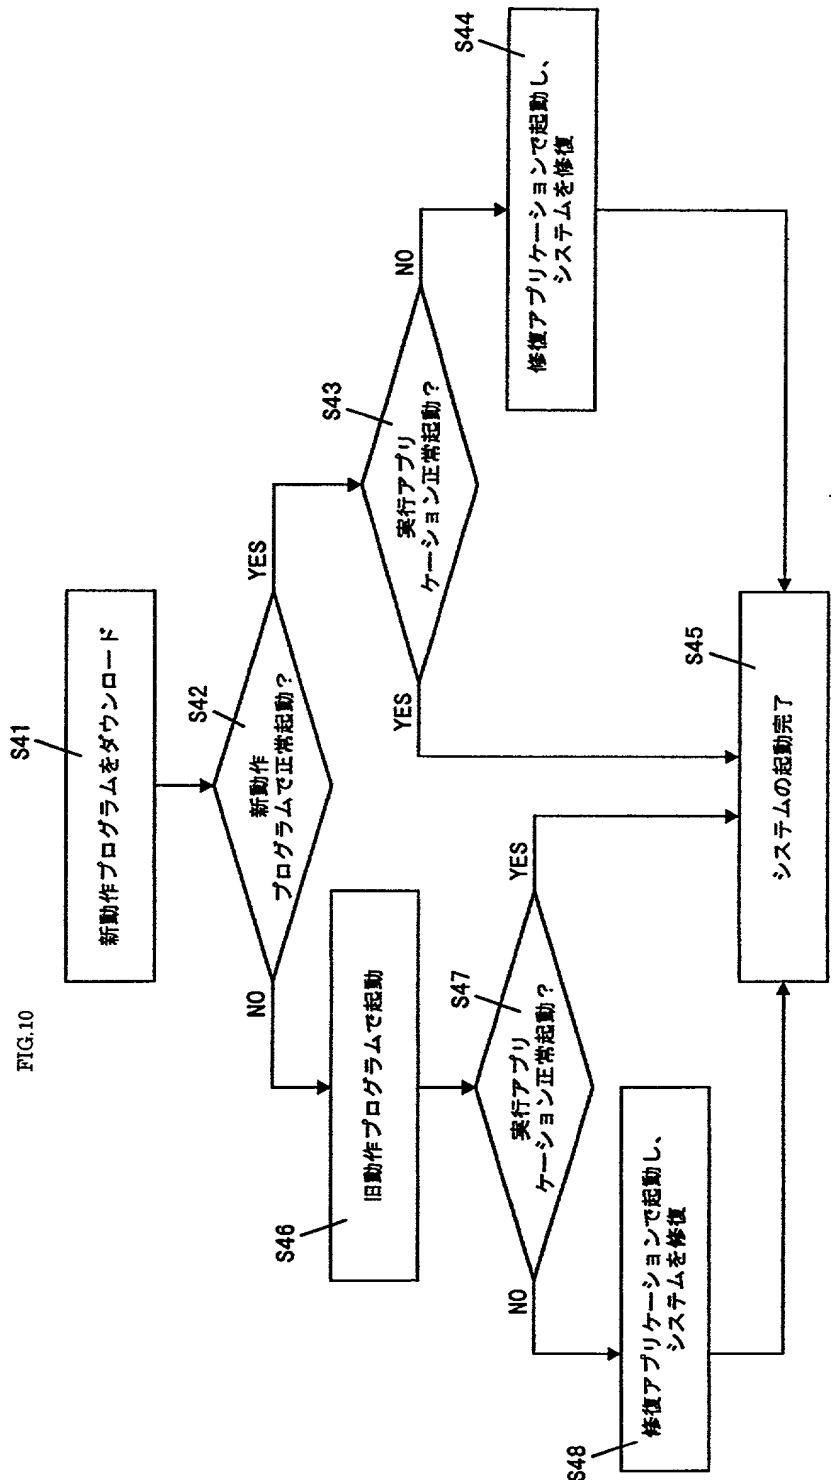 FIG.10
S41
新動作プログラムをダウンロード
S42
新動作
プログラムで正常起動？
NO
YES
S46
旧動作プログラムで起動
S43
実行アプリ
ケーション正常起動？
YES
NO
S44
修復アプリケーションで起動し、
システムを修復
S47
実行アプリ
ケーション正常起動？
NO
YES
S48
修復アプリケーションで起動し、
システムを修復
S45
システムの起動完了